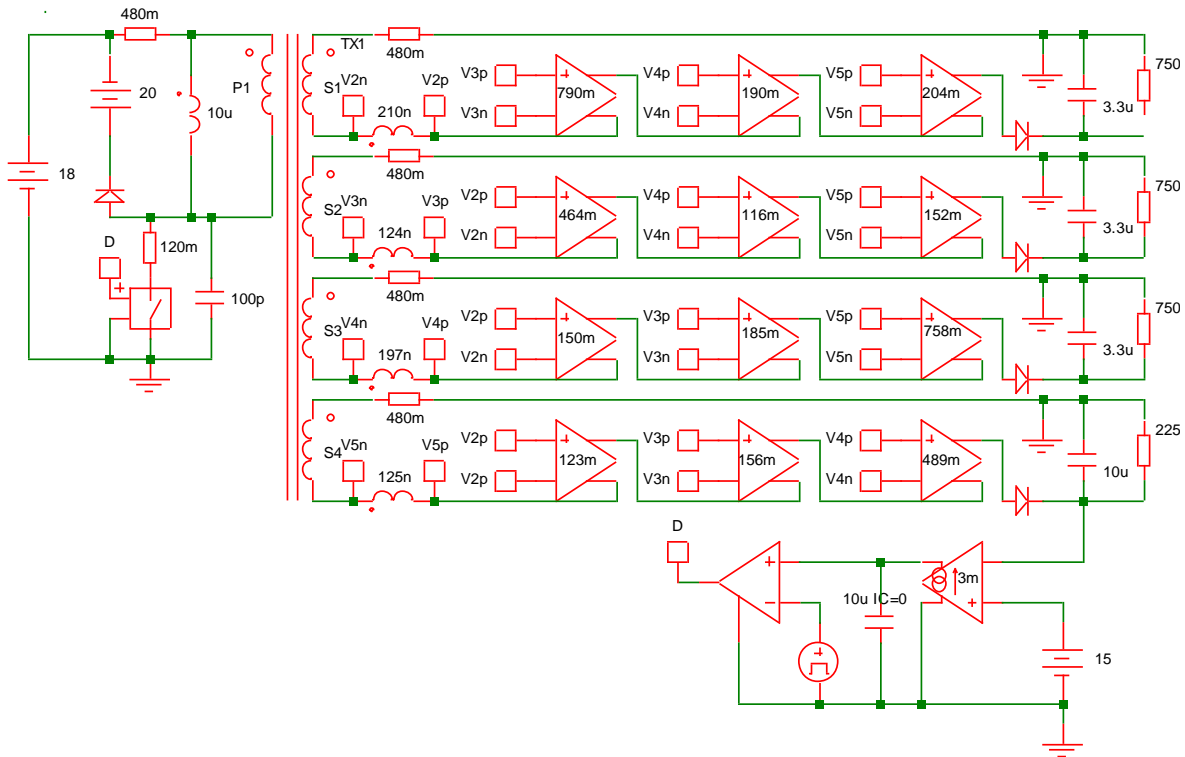 480m
TX1
480m
V2n
V2p
V3p
V4p
V5p
750
18
20
10u
P1
S1
210n
V3n
790m
V4n
190m
V5n
204m
3.3u
480m
S2
V3n
V3p
V2p
V4p
V5p
750
D
120m
100p
124n
V2n
464m
V4n
116m
V5n
152m
3.3u
480m
S3
V4n
V4p
V2p
V3p
V5p
750
197n
V2n
150m
V3n
185m
V5n
758m
3.3u
480m
S4
V5n
V5p
V2p
V3p
V4p
225
125n
V2p
123m
V3n
156m
V4n
489m
10u
D
10u IC=0
3m
15